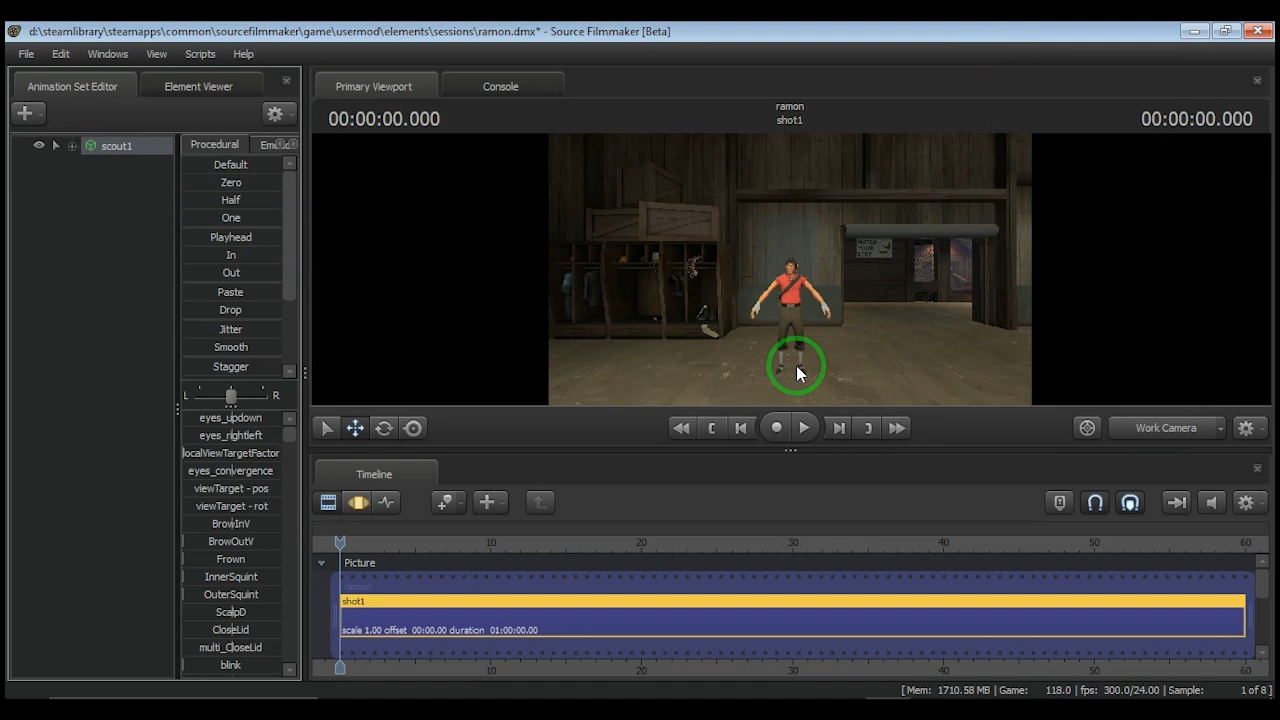 d:\steamlibrary\steamapps\common\sourcefilmmaker\game\usermod\elements\sessions\ramon.dmx* - Source Filmmaker [Beta]
File Edit Windows View Scripts Help
Animation Set Editor Element Viewer
Primary Viewport Console
ramon
00:00:00.000 shot1 00:00:00.000
scout1
Procedural
Default
Zero
Half
One
Playhead
In
Out
Paste
Drop
Jitter
Smooth
Stagger
L R
eyes_updown
eyes_rightleft
localViewTargetFactor
eyes_convergence
viewTarget - pos
viewTarget - rot
BrowInV
BrowOutV
Frown
InnerSquint
OuterSquint
ScalpD
CloseLid
multi_CloseLid
blink
WATCH YOUR STEP
Work Camera
Timeline
10 20 30 40 50 60
Picture
ramon
shot1
scale 1.00 offset 00:00.00 duration 01:00:00.00
10 20 30 40 50 60
[ Mem: 1710.58 MB | Game: 118.0 | fps: 300.0/24.00 | Sample: 1 of 8 ]